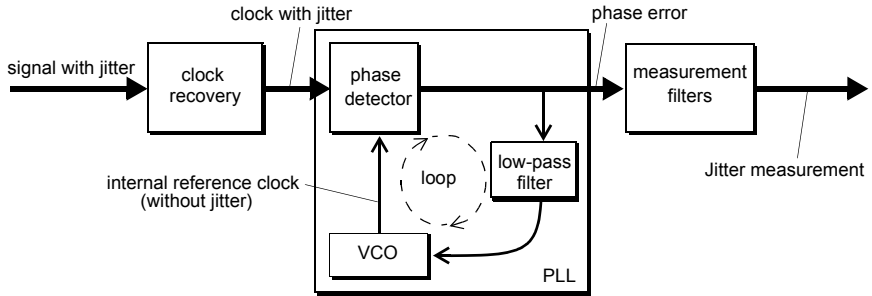 clock with jitter
phase error
signal with jitter
clock
recovery
phase
detector
measurement
filters
low-pass
filter
loop
Jitter measurement
internal reference clock
(without jitter)
VCO
PLL